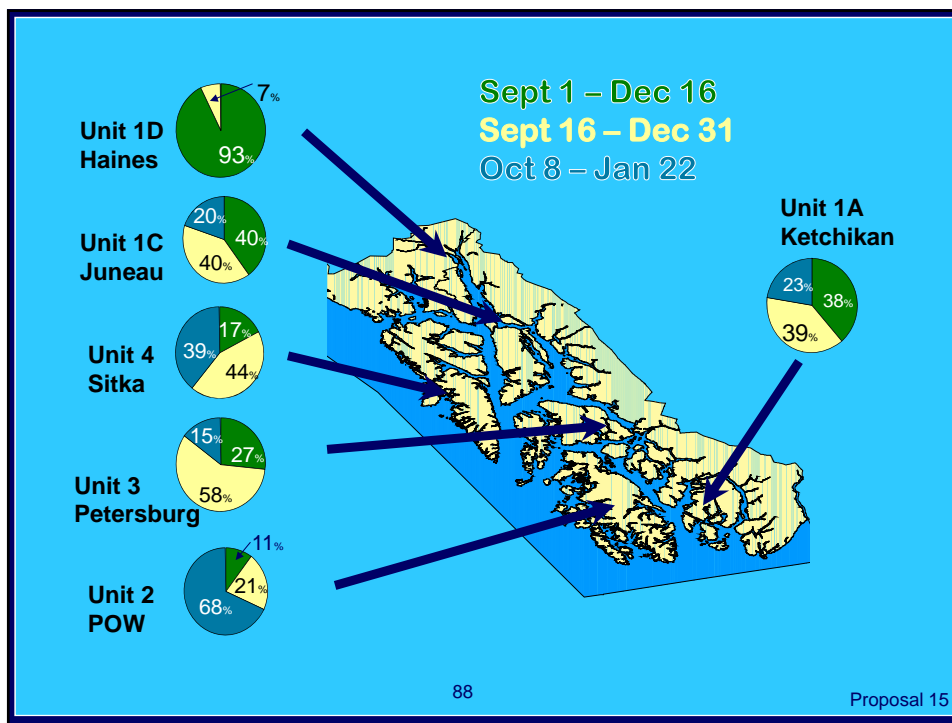 Sept 1 – Dec 16
Sept 16 – Dec 31
Oct 8 – Jan 22
Unit 1D
Haines
7%
93%
Unit 1C
Juneau
20%
40%
40%
Unit 4
Sitka
17%
39%
44%
Unit 3
Petersburg
15%
27%
58%
Unit 2
POW
11%
21%
68%
Unit 1A
Ketchikan
23%
38%
39%
88
Proposal 15